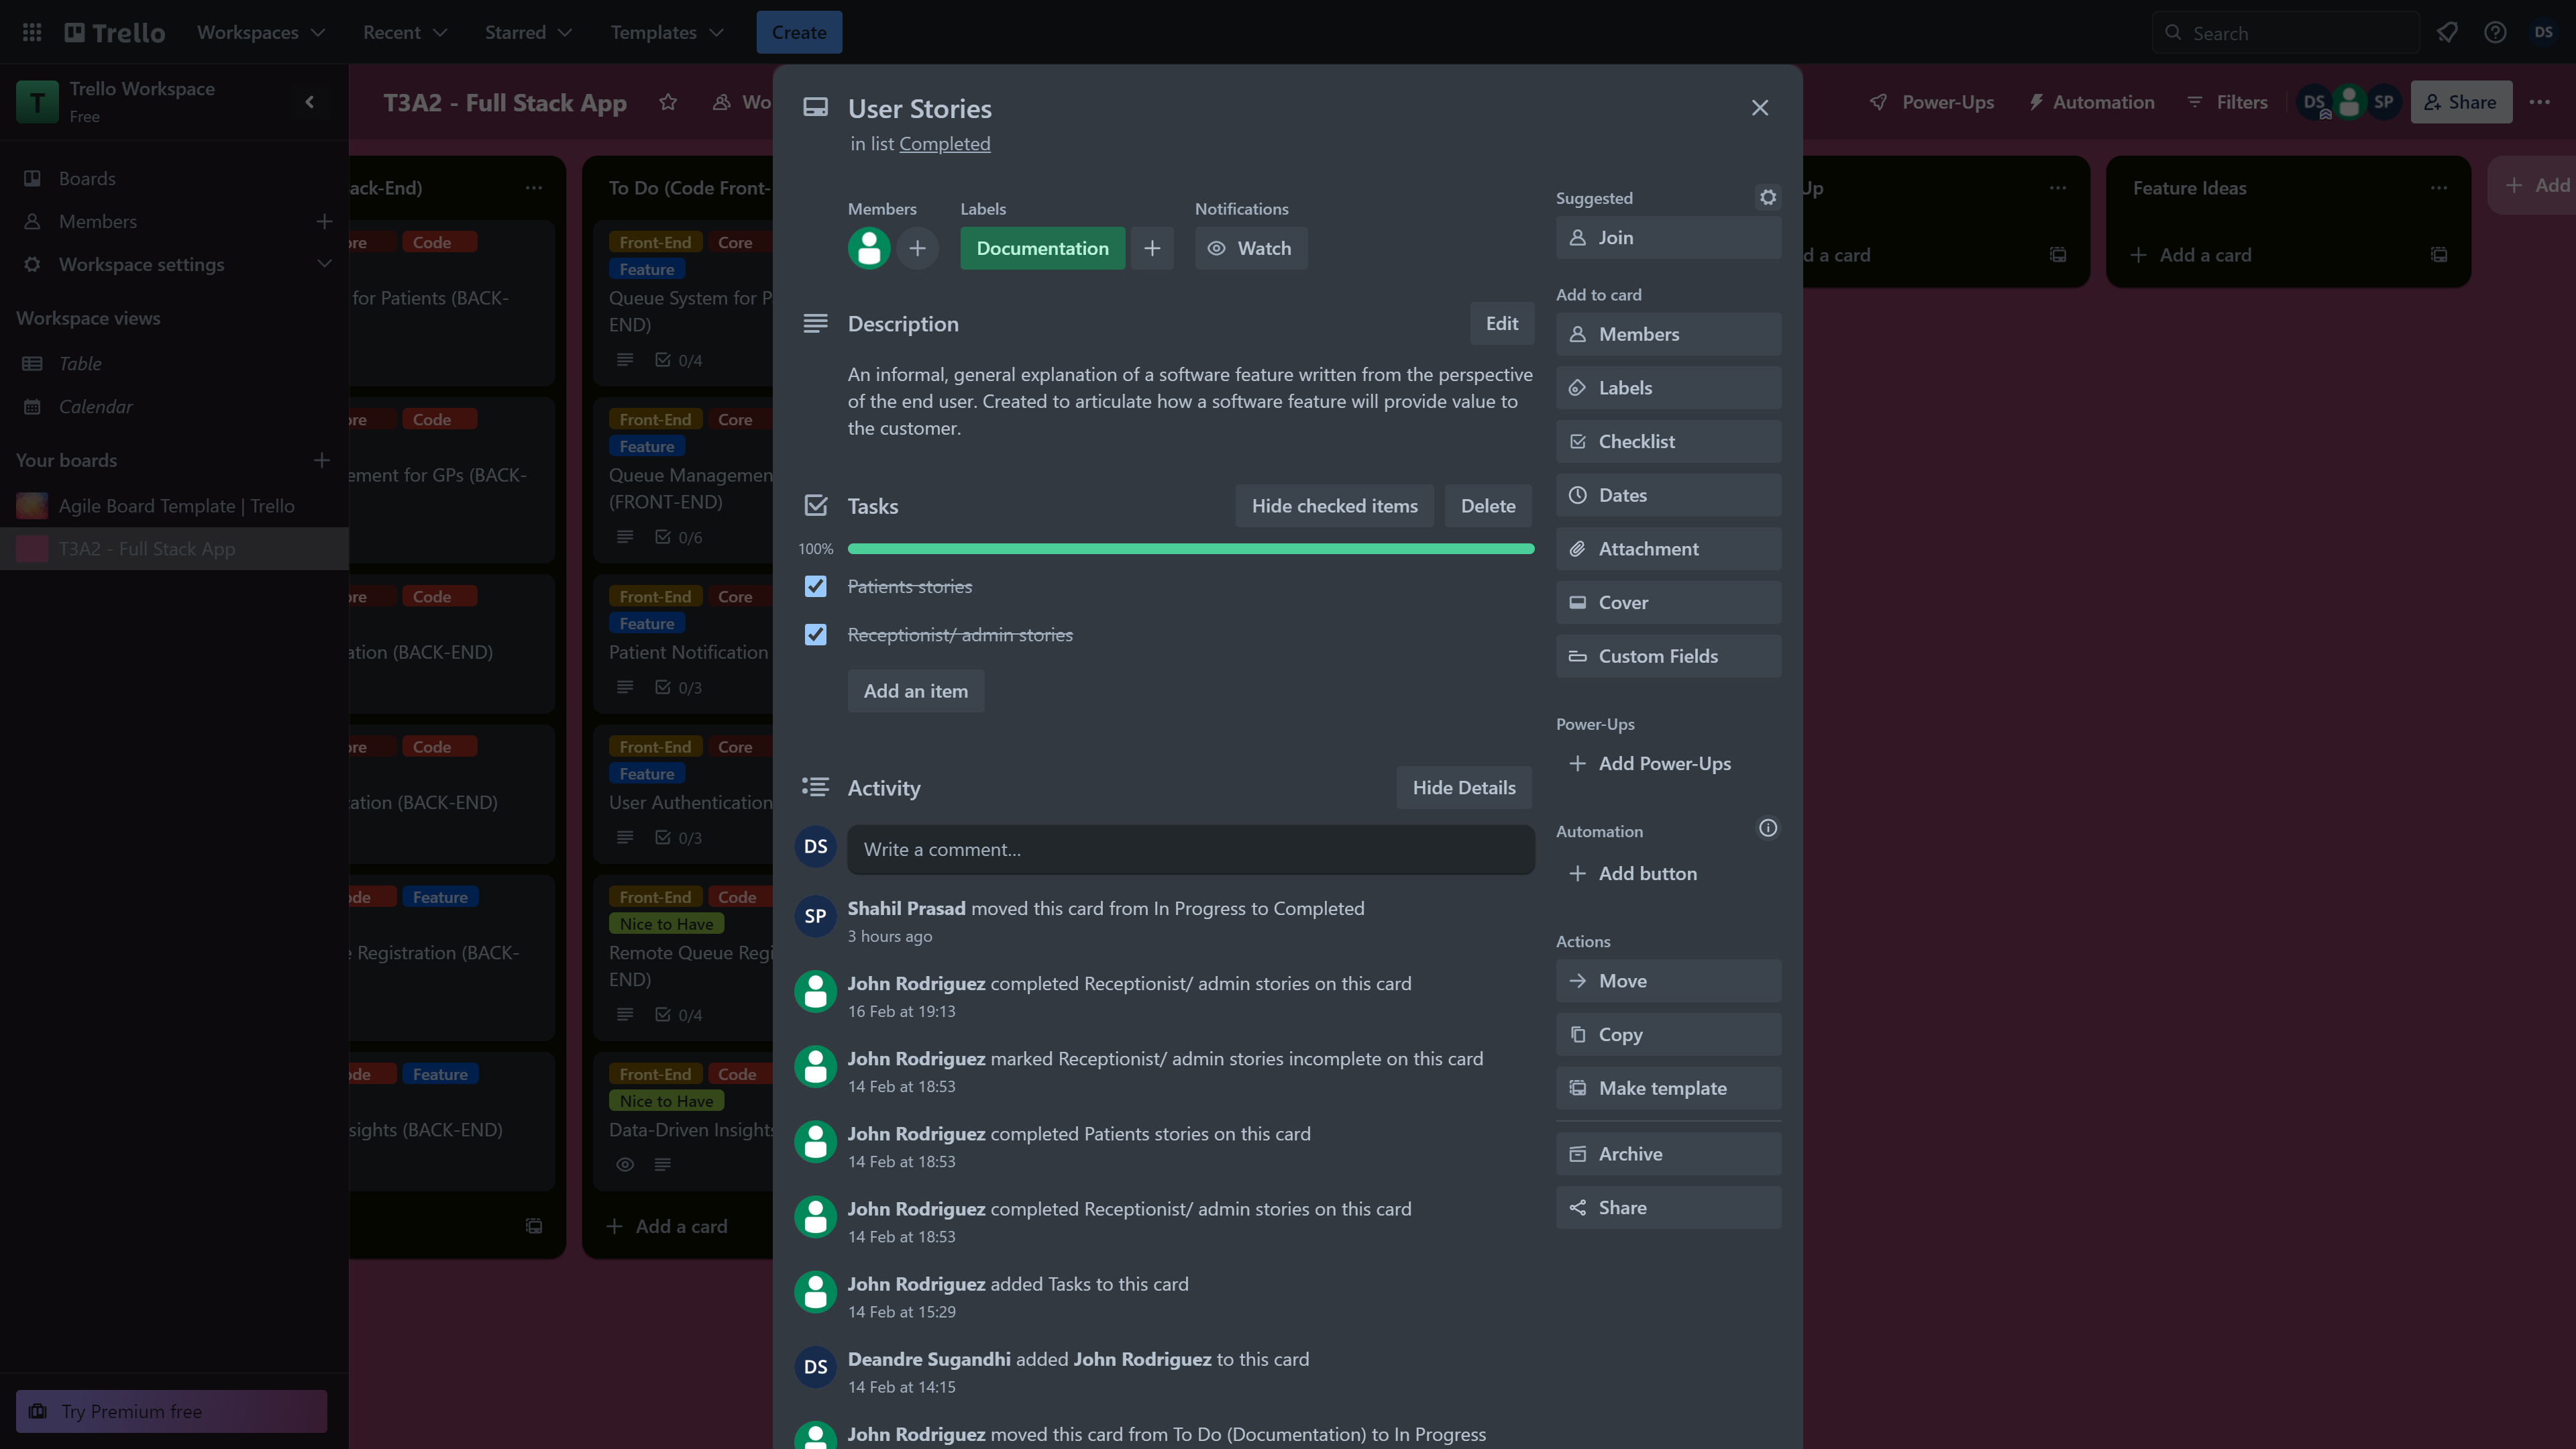 Trello
Workspaces
Recent
Starred
Templates
Create
Search
DS
T
Trello Workspace
Free
T3A2 - Full Stack App
Power-Ups
Automation
Filters
DS
SP
Share
Boards
Members
Workspace settings
Workspace views
Table
Calendar
Your boards
Agile Board Template | Trello
T3A2 - Full Stack App
Try Premium free
Code
for Patients (BACK-
Code
for GPs (BACK-
Code
(BACK-END)
Code
(BACK-END)
Feature
Registration (BACK-
Feature
(BACK-END)
To Do (Code Front-
Front-End
Core
Feature
Queue System for P
END)
0/4
Front-End
Core
Feature
Queue Managemen
(FRONT-END)
0/6
Front-End
Core
Feature
Patient Notification
0/3
Front-End
Core
Feature
User Authentication
0/3
Front-End
Code
Nice to Have
Remote Queue Regi
END)
0/4
Front-End
Code
Nice to Have
Data-Driven Insights
Add a card
User Stories
in list Completed
Members
Labels
Notifications
Documentation
Watch
Description
Edit
An informal, general explanation of a software feature written from the perspective
of the end user. Created to articulate how a software feature will provide value to
the customer.
Tasks
Hide checked items
Delete
100%
Patients stories
Receptionist/ admin stories
Add an item
Activity
Hide Details
DS
Write a comment...
SP
Shahil Prasad moved this card from In Progress to Completed
3 hours ago
John Rodriguez completed Receptionist/ admin stories on this card
16 Feb at 19:13
John Rodriguez marked Receptionist/ admin stories incomplete on this card
14 Feb at 18:53
John Rodriguez completed Patients stories on this card
14 Feb at 18:53
John Rodriguez completed Receptionist/ admin stories on this card
14 Feb at 18:53
John Rodriguez added Tasks to this card
14 Feb at 15:29
DS
Deandre Sugandhi added John Rodriguez to this card
14 Feb at 14:15
John Rodriguez moved this card from To Do (Documentation) to In Progress
Suggested
Join
Add to card
Members
Labels
Checklist
Dates
Attachment
Cover
Custom Fields
Power-Ups
Add Power-Ups
Automation
Add button
Actions
Move
Copy
Make template
Archive
Share
Up
d a card
Feature Ideas
Add a card
Add